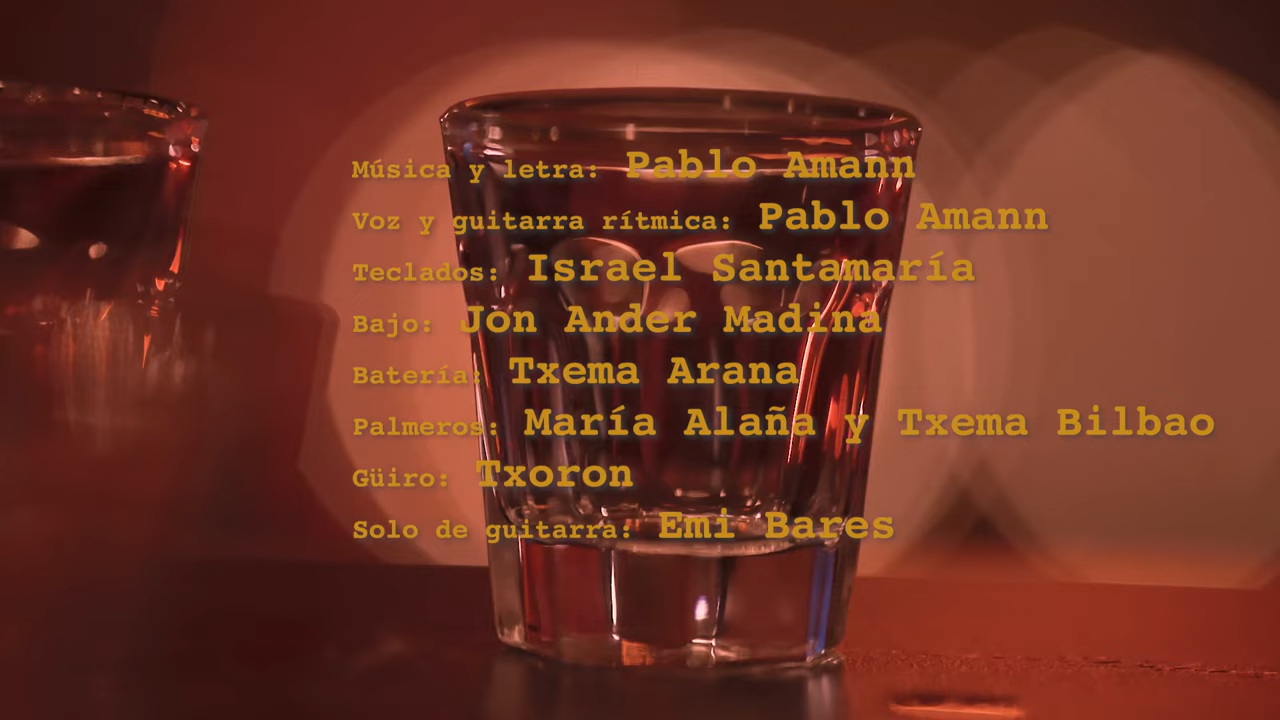 Música y letra: Pablo Amann
Voz y guitarra rítmica: Pablo Amann
Teclados: Israel Santamaría
Bajo: Jon Ander Madina
Batería: Txema Arana
Palmeros: María Alaña y Txema Bilbao
Güiro: Txoron
Solo de guitarra: Emi Bares